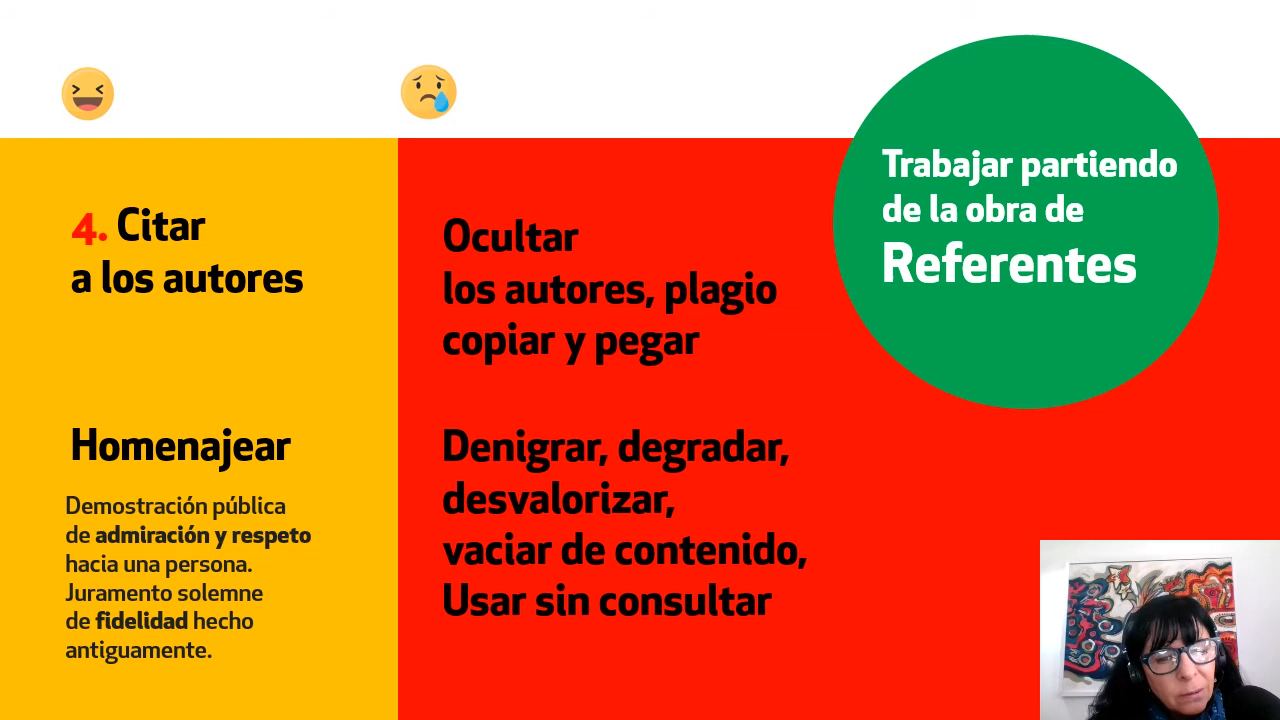 4. Citar
a los autores
Homenajear
Demostración pública
de admiración y respeto
hacia una persona.
Juramento solemne
de fidelidad hecho
antiguamente.
Ocultar
los autores, plagio
copiar y pegar
Denigrar, degradar,
desvalorizar,
vaciar de contenido,
Usar sin consultar
Trabajar partiendo
de la obra de
Referentes